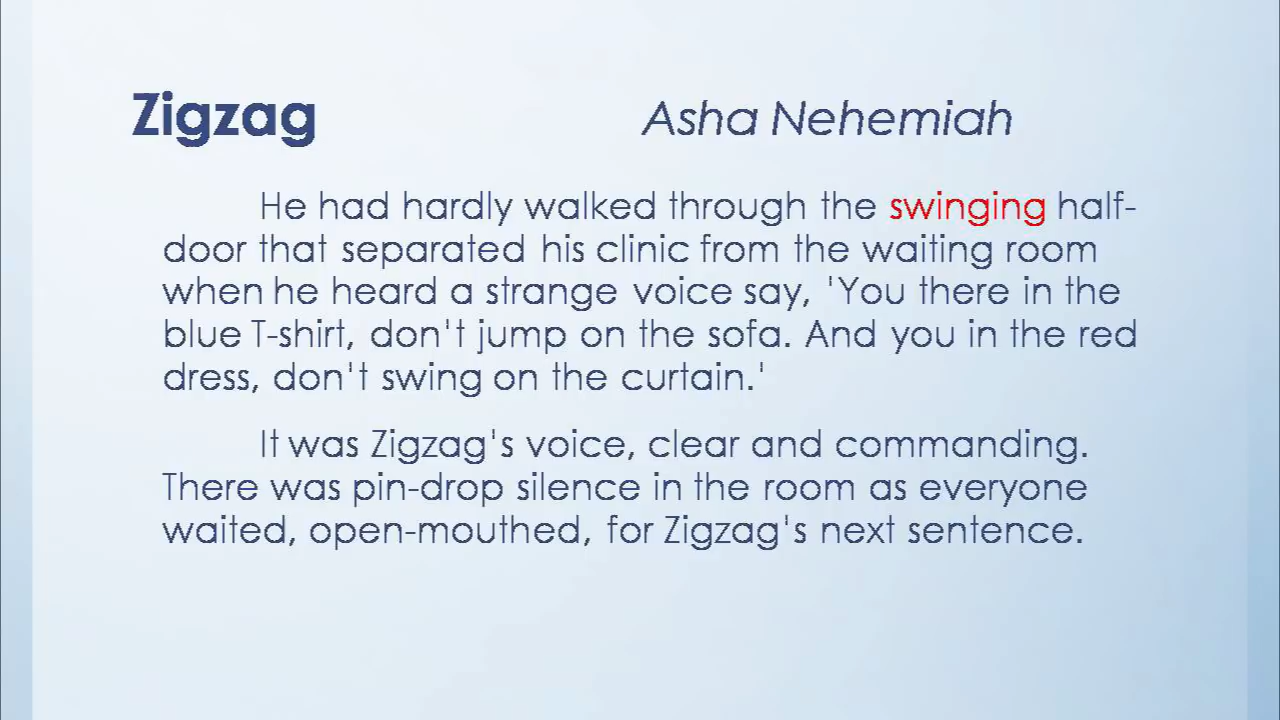 Zigzag Asha Nehemiah
He had hardly walked through the swinging half-
door that separated his clinic from the waiting room
when he heard a strange voice say, 'You there in the
blue T-shirt, don't jump on the sofa. And you in the red
dress, don't swing on the curtain.'
It was Zigzag's voice, clear and commanding.
There was pin-drop silence in the room as everyone
waited, open-mouthed, for Zigzag's next sentence.